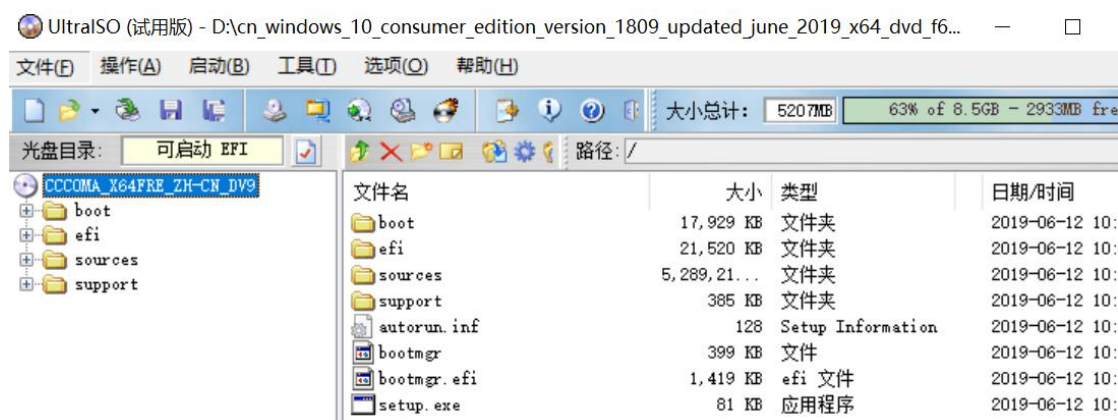 UltraISO (试用版) - D:\cn_windows_10_consumer_edition_version_1809_updated_june_2019_x64_dvd_f6...
文件(F) 操作(A) 启动(B) 工具(T) 选项(O) 帮助(H)
大小总计: 5207MB 63% of 8.5GB - 2933MB fre
光盘目录: 可启动 EFI 路径: /
CCCOMA_X64FRE_ZH-CN_DV9
boot
efi
sources
support
文件名 大小 类型 日期/时间
boot 17,929 KB 文件夹 2019-06-12 10:
efi 21,520 KB 文件夹 2019-06-12 10:
sources 5,289,21... 文件夹 2019-06-12 10:
support 385 KB 文件夹 2019-06-12 10:
autorun.inf 128 Setup Information 2019-06-12 10:
bootmgr 399 KB 文件 2019-06-12 10:
bootmgr.efi 1,419 KB efi 文件 2019-06-12 10:
setup.exe 81 KB 应用程序 2019-06-12 10: